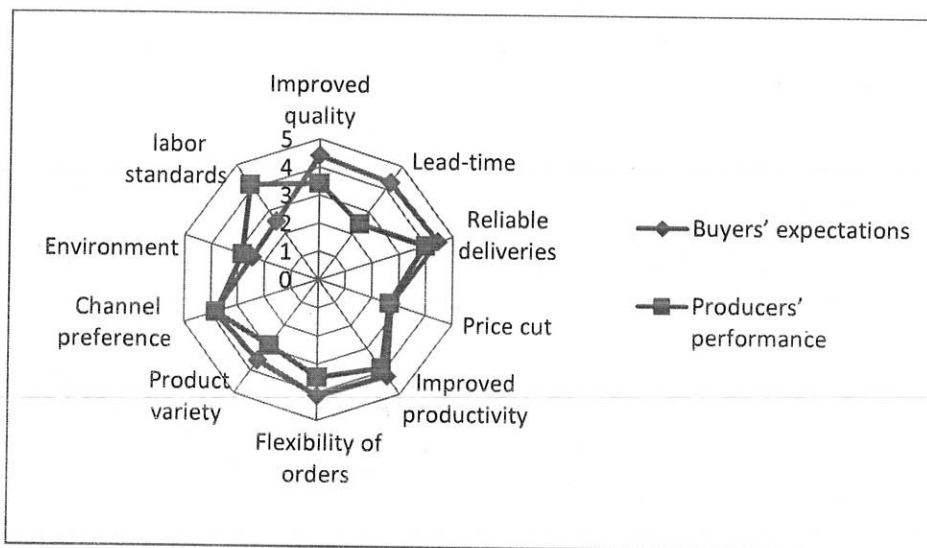 Improved
quality
labor
standards
Lead-time
Reliable
deliveries
Environment
Channel
preference
Price cut
Product
variety
Improved
productivity
Flexibility of
orders
5
4
3
2
1
0
Buyers' expectations
Producers'
performance